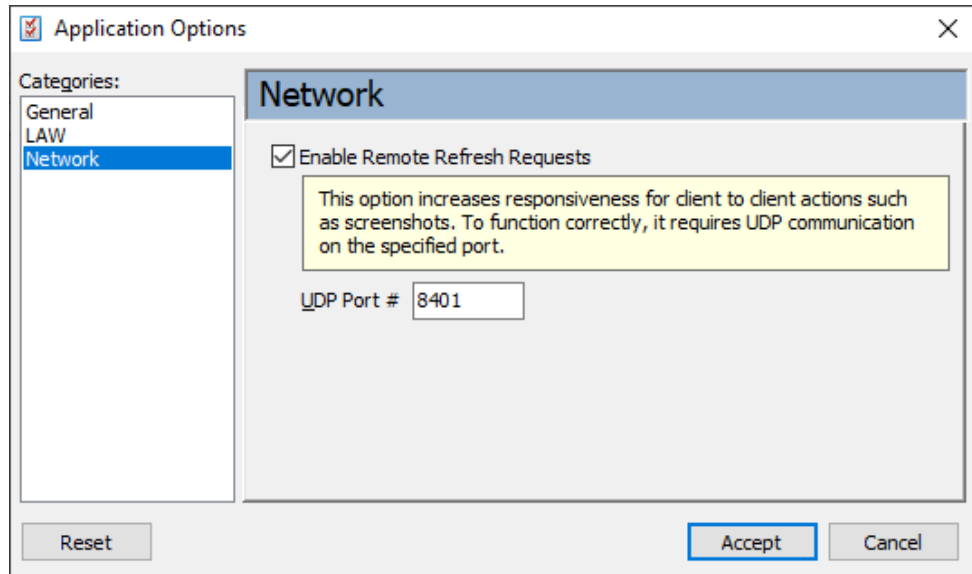 Application Options
Categories:
General
LAW
Network
Network
Enable Remote Refresh Requests
This option increases responsiveness for client to client actions such
as screenshots. To function correctly, it requires UDP communication
on the specified port.
UDP Port # 8401
Reset Accept Cancel